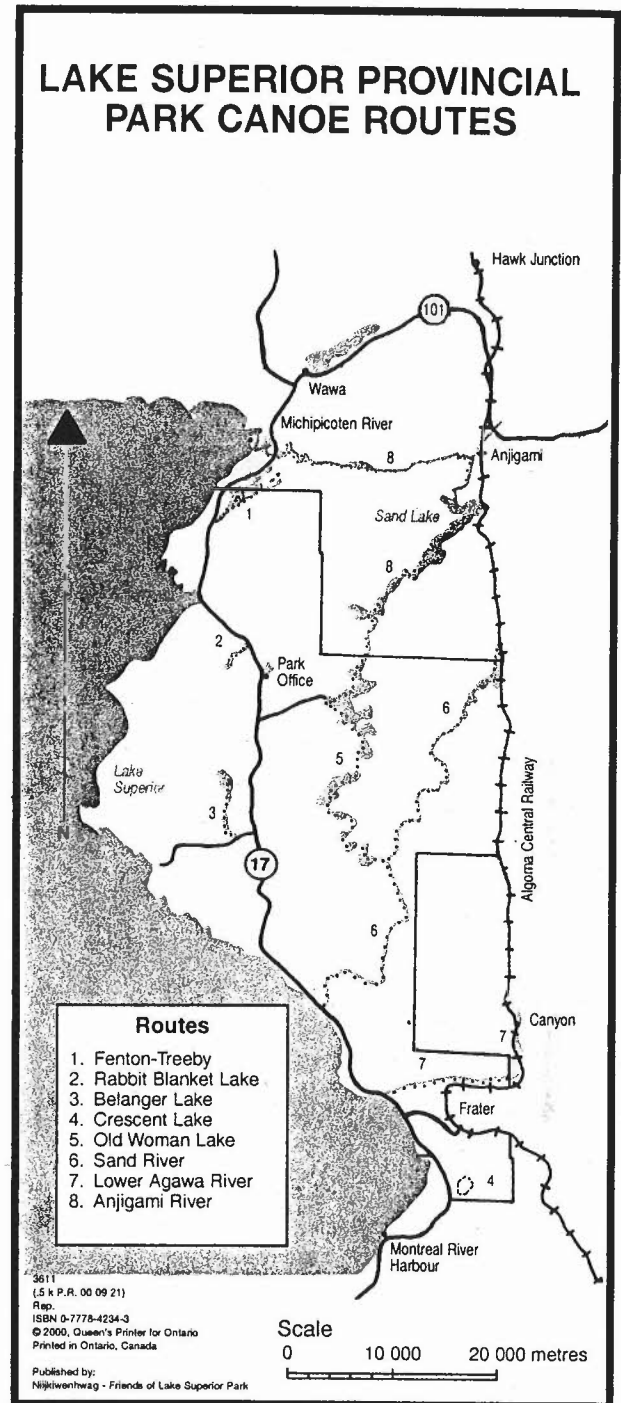 LAKE SUPERIOR PROVINCIAL
PARK CANOE ROUTES
Hawk Junction
101
Wawa
Michipicoten River
8
Anjigami
1
Sand Lake
8
2
Park
Office
6
5
Lake
Superior
3
Algoma Central Railway
N
17
6
Canyon
7
7
Frater
4
Montreal River
Harbour
Routes
1. Fenton-Treeby
2. Rabbit Blanket Lake
3. Belanger Lake
4. Crescent Lake
5. Old Woman Lake
6. Sand River
7. Lower Agawa River
8. Anjigami River
3611
(.5 k P.R. 00 09 21)
Rep.
ISBN 0-7778-4234-3
© 2000, Queen's Printer for Ontario
Printed in Ontario, Canada
Published by:
Niijkiwenhwag - Friends of Lake Superior Park
Scale
0 10 000 20 000 metres